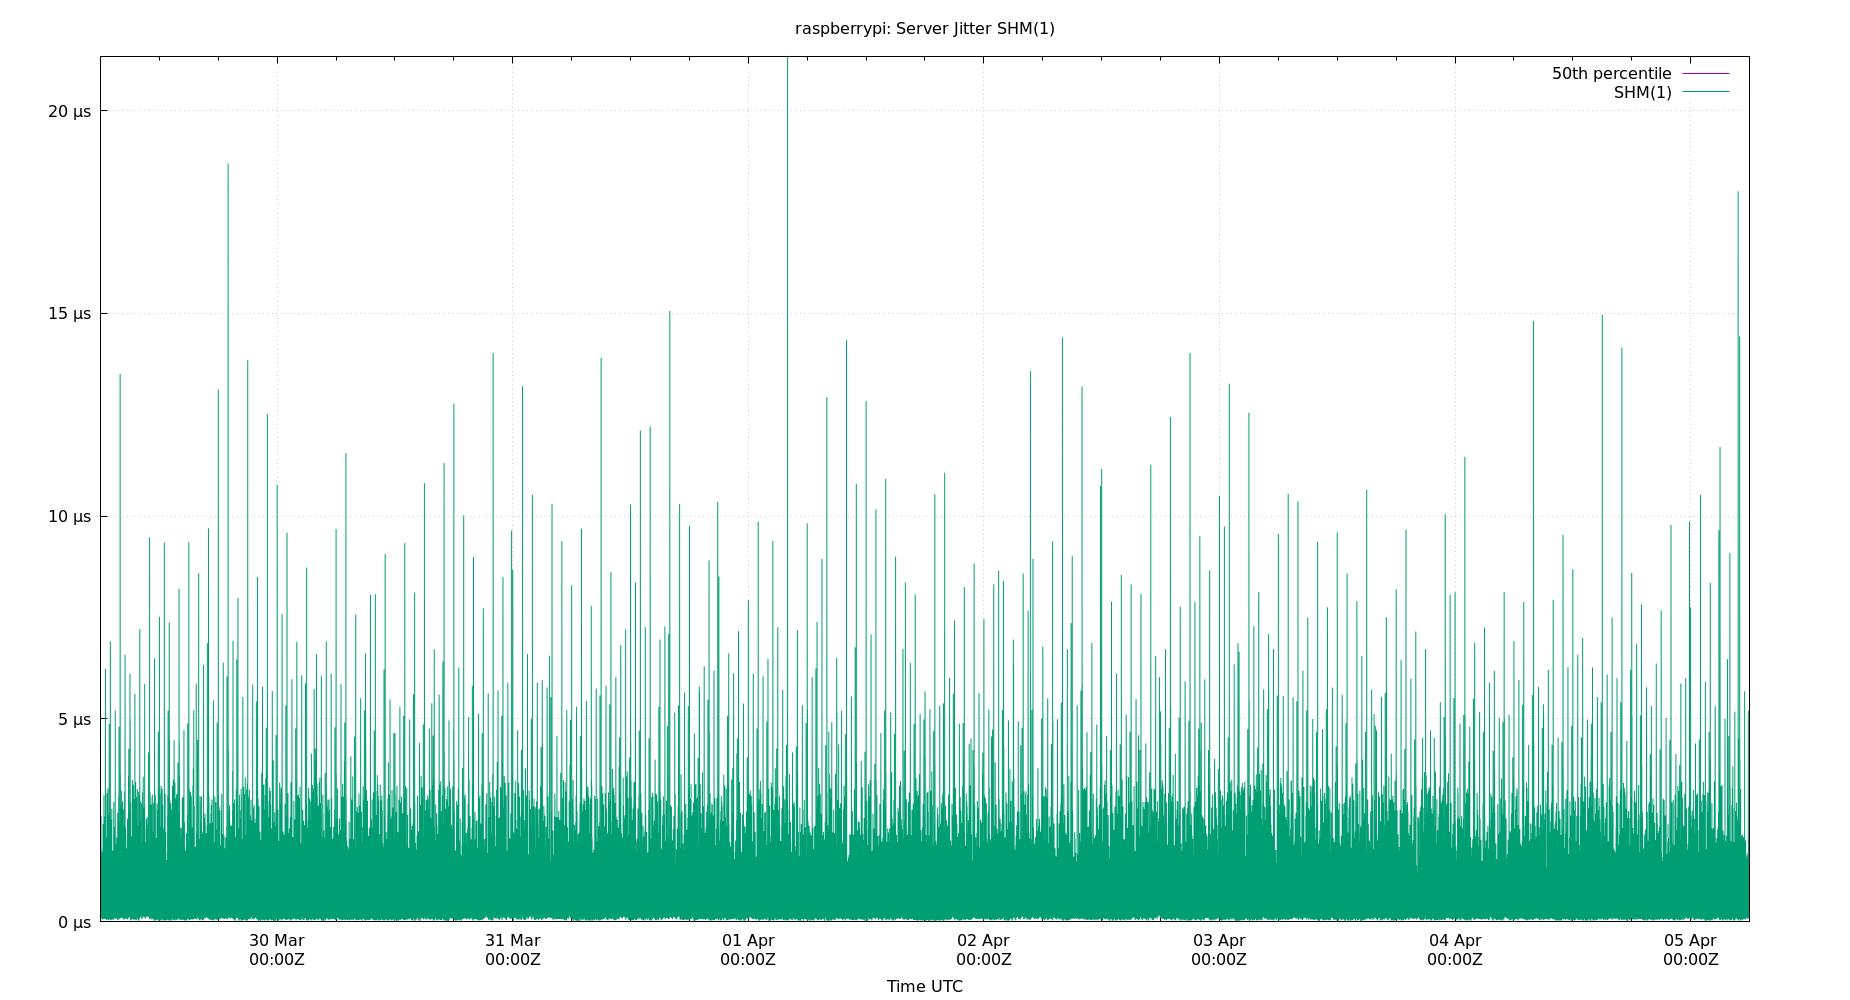 raspberrypi: Server Jitter SHM(1)
50th percentile
SHM(1)
20 µs
15 µs
10 µs
5 µs
0 µs
30 Mar 31 Mar 01 Apr 02 Apr 03 Apr 04 Apr 05 Apr
00:00Z 00:00Z 00:00Z 00:00Z 00:00Z 00:00Z 00:00Z
Time UTC